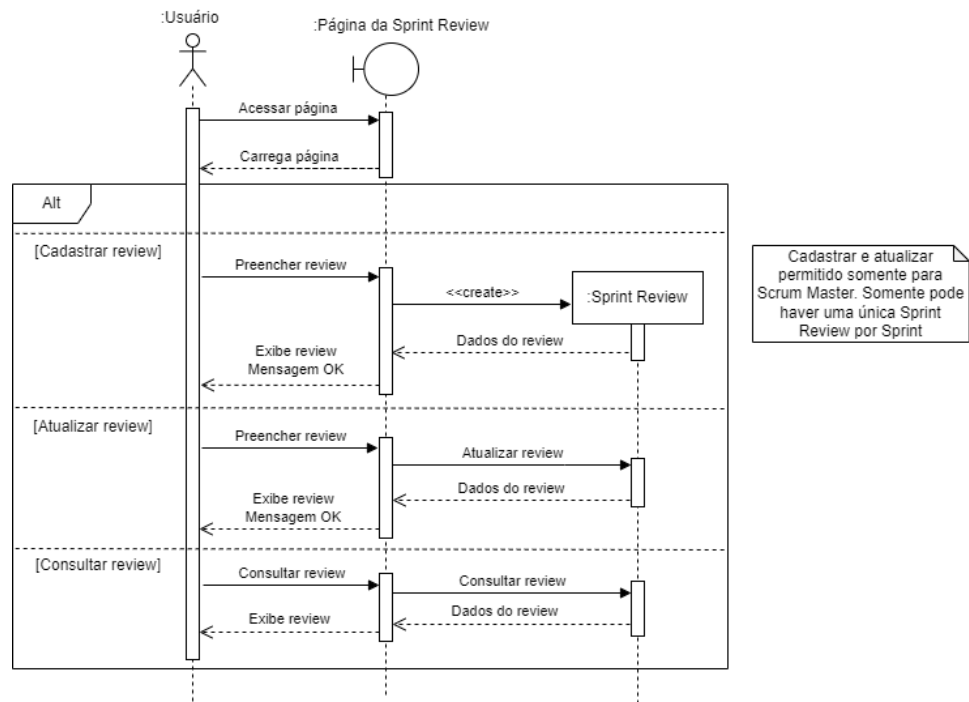 :Usuário
:Página da Sprint Review
Acessar página
Carrega página
Alt
[Cadastrar review]
Preencher review
<<create>>
:Sprint Review
Dados do review
Exibe review
Mensagem OK
[Atualizar review]
Preencher review
Atualizar review
Dados do review
Exibe review
Mensagem OK
[Consultar review]
Consultar review
Consultar review
Dados do review
Exibe review
Cadastrar e atualizar
permitido somente para
Scrum Master. Somente pode
haver uma única Sprint
Review por Sprint